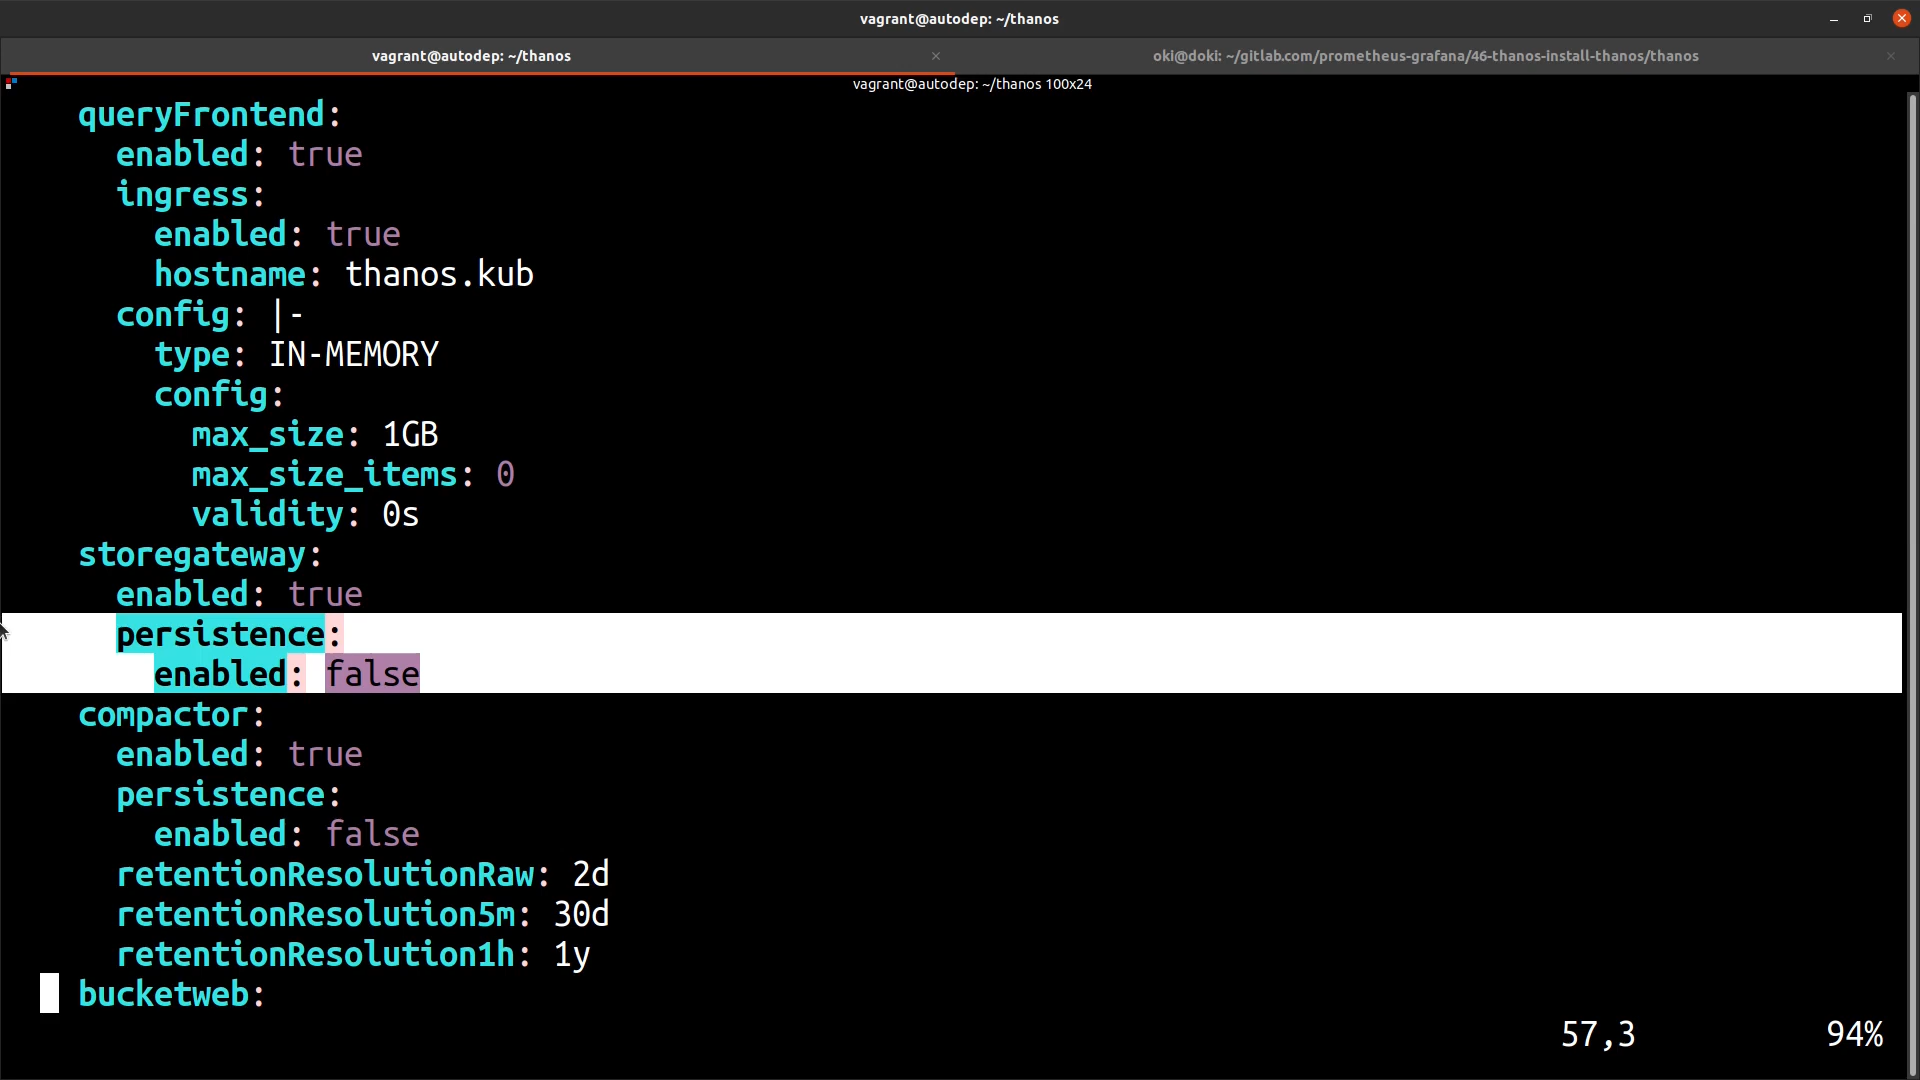 vagrant@autodep: ~/thanos
vagrant@autodep: ~/thanos
oki@doki: ~/gitlab.com/prometheus-grafana/46-thanos-install-thanos/thanos
vagrant@autodep: ~/thanos 100x24
queryFrontend:
enabled: true
ingress:
enabled: true
hostname: thanos.kub
config: |-
type: IN-MEMORY
config:
max_size: 1GB
max_size_items: 0
validity: 0s
storegateway:
enabled: true
persistence:
enabled: false
compactor:
enabled: true
persistence:
enabled: false
retentionResolutionRaw: 2d
retentionResolution5m: 30d
retentionResolution1h: 1y
bucketweb:
57,3 94%